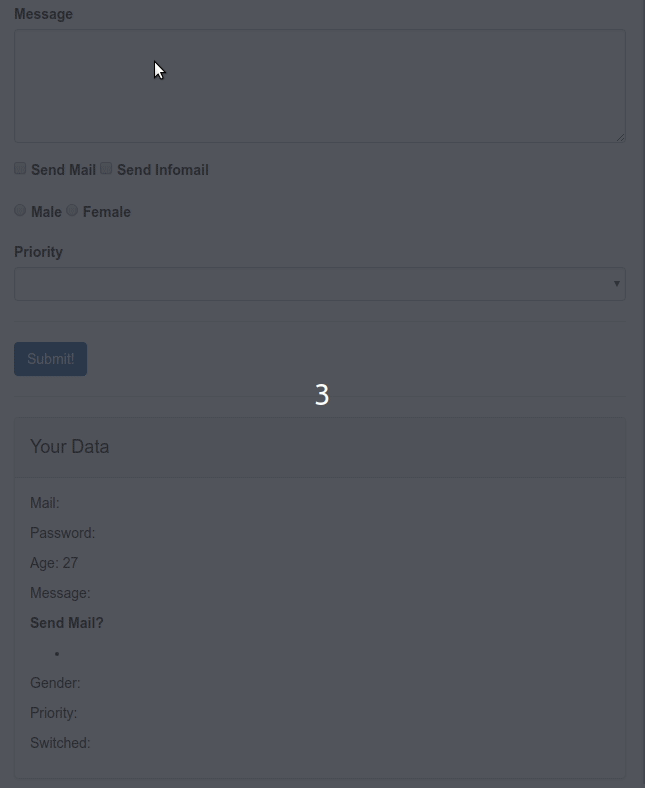 Message
Send Mail Send Infomail
Male Female
Priority
Submit!
3
Your Data
Mail:
Password:
Age: 27
Message:
Send Mail?
•
Gender:
Priority:
Switched: